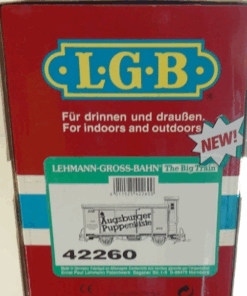 L·G·B
Für drinnen und draußen.
For indoors and outdoors
NEW!
LEHMANN-GROSS-BAHN The Big Train
Augsburger
Puppenkiste
42260